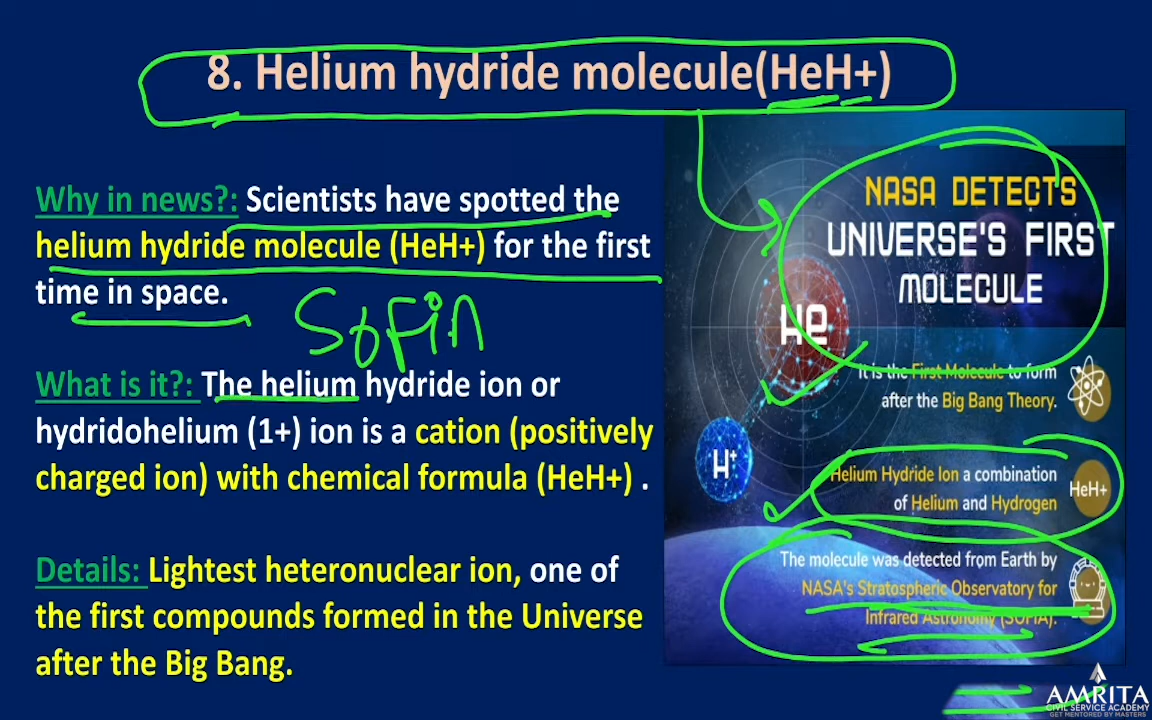 8. Helium hydride molecule(HeH+)
Why in news?: Scientists have spotted the
helium hydride molecule (HeH+) for the first
time in space.
SOFIA
What is it?: The helium hydride ion or
hydridohelium (1+) ion is a cation (positively
charged ion) with chemical formula (HeH+) .
Details: Lightest heteronuclear ion, one of
the first compounds formed in the Universe
after the Big Bang.
NASA DETECTS
UNIVERSE'S FIRST
MOLECULE
He
H+
It is the First Molecule to form
after the Big Bang Theory.
Helium Hydride Ion a combination
of Helium and Hydrogen
HeH+
The molecule was detected from Earth by
NASA's Stratospheric Observatory for
Infrared Astronomy (SOFIA).
AMRITA
CIVIL SERVICE ACADEMY
GET MENTORED BY MASTERS